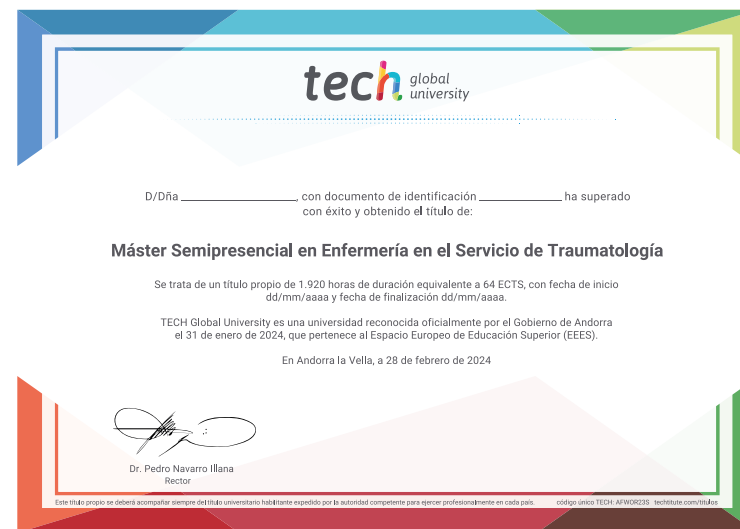 tech global university
D/Dña ____________________, con documento de identificación ______________ ha superado
con éxito y obtenido el título de:
Máster Semipresencial en Enfermería en el Servicio de Traumatología
Se trata de un título propio de 1.920 horas de duración equivalente a 64 ECTS, con fecha de inicio
dd/mm/aaaa y fecha de finalización dd/mm/aaaa.
TECH Global University es una universidad reconocida oficialmente por el Gobierno de Andorra
el 31 de enero de 2024, que pertenece al Espacio Europeo de Educación Superior (EEES).
En Andorra la Vella, a 28 de febrero de 2024
Dr. Pedro Navarro Illana
Rector
Este título propio se deberá acompañar siempre del título universitario habilitante expedido por la autoridad competente para ejercer profesionalmente en cada país. código único TECH: AFWOR23S techtitute.com/titulos